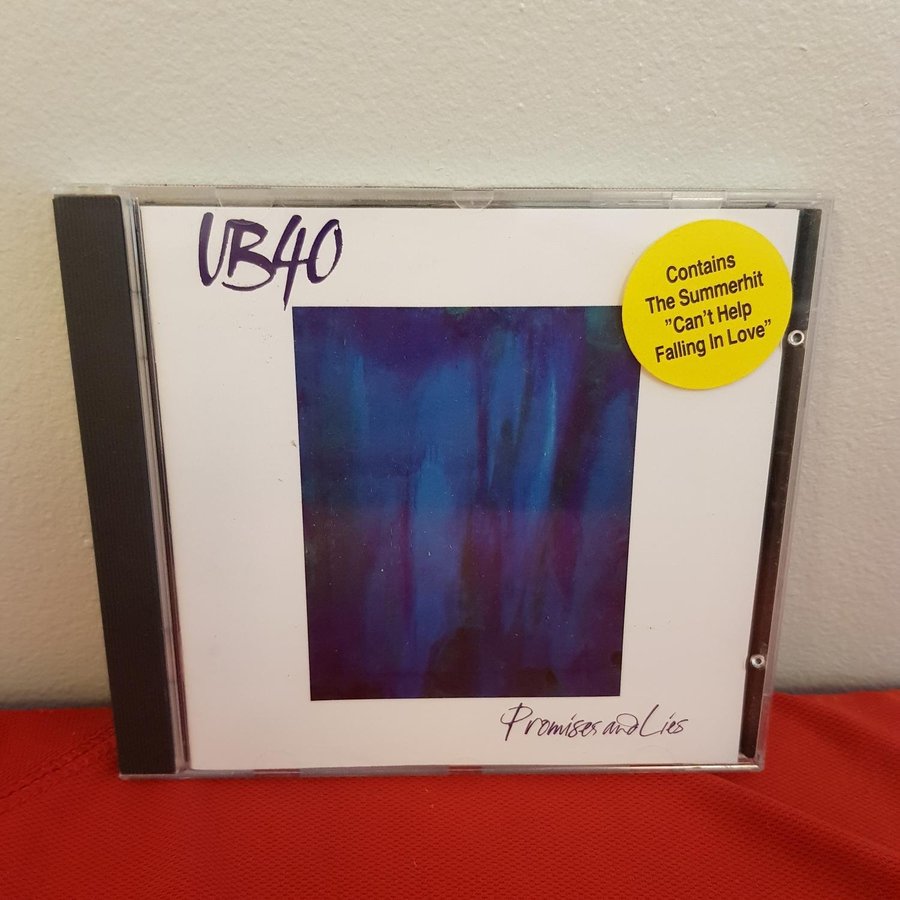 UB40
Contains
The Summerhit
”Can't Help
Falling In Love”
Promises and Lies